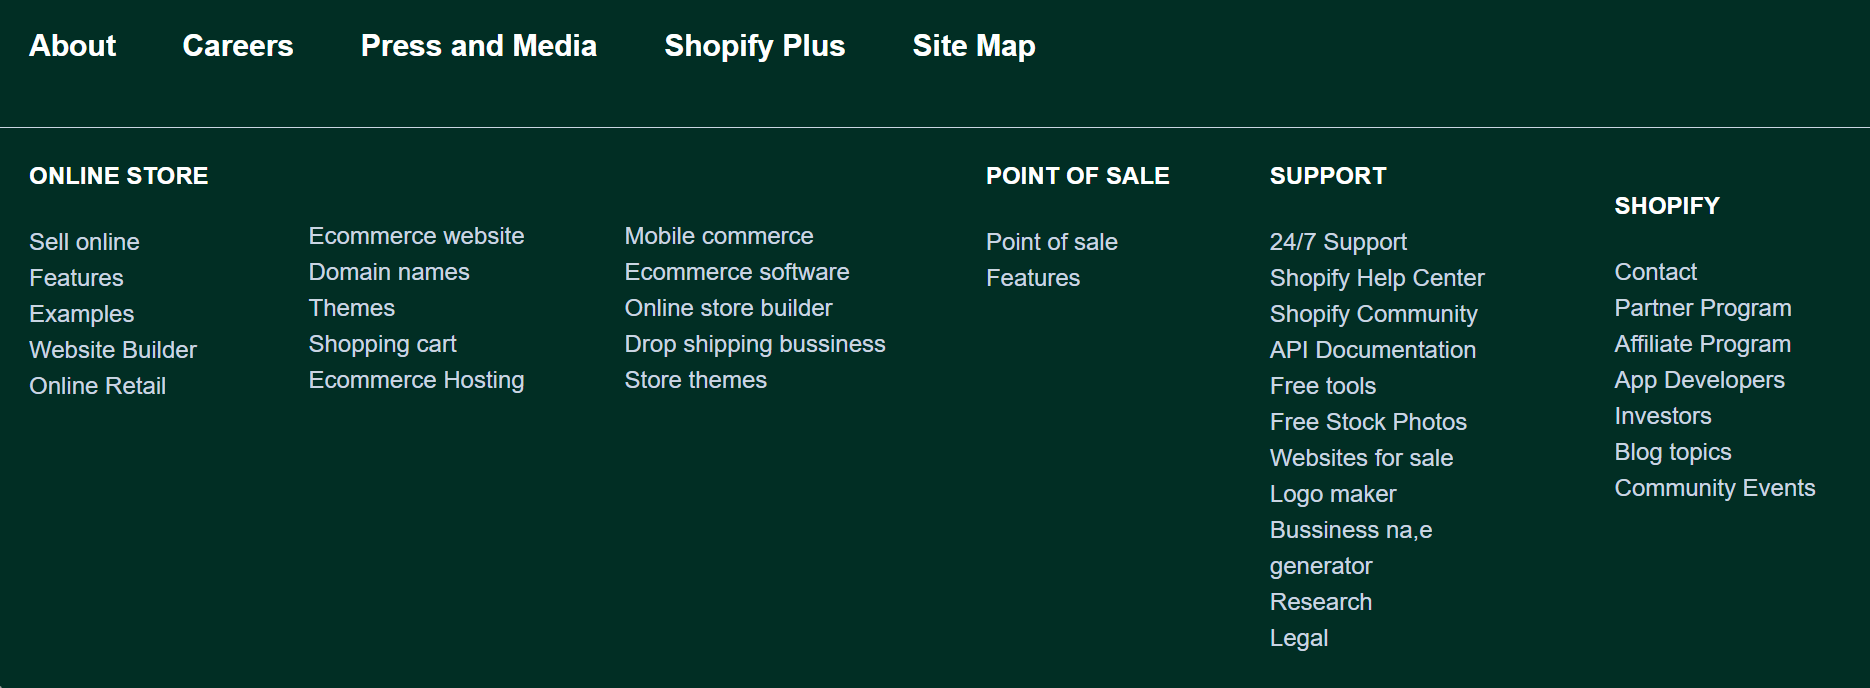 About
Careers
Press and Media
Shopify Plus
Site Map
ONLINE STORE
Sell online
Features
Examples
Website Builder
Online Retail
Ecommerce website
Domain names
Themes
Shopping cart
Ecommerce Hosting
Mobile commerce
Ecommerce software
Online store builder
Drop shipping bussiness
Store themes
POINT OF SALE
Point of sale
Features
SUPPORT
24/7 Support
Shopify Help Center
Shopify Community
API Documentation
Free tools
Free Stock Photos
Websites for sale
Logo maker
Bussiness na,e
generator
Research
Legal
SHOPIFY
Contact
Partner Program
Affiliate Program
App Developers
Investors
Blog topics
Community Events